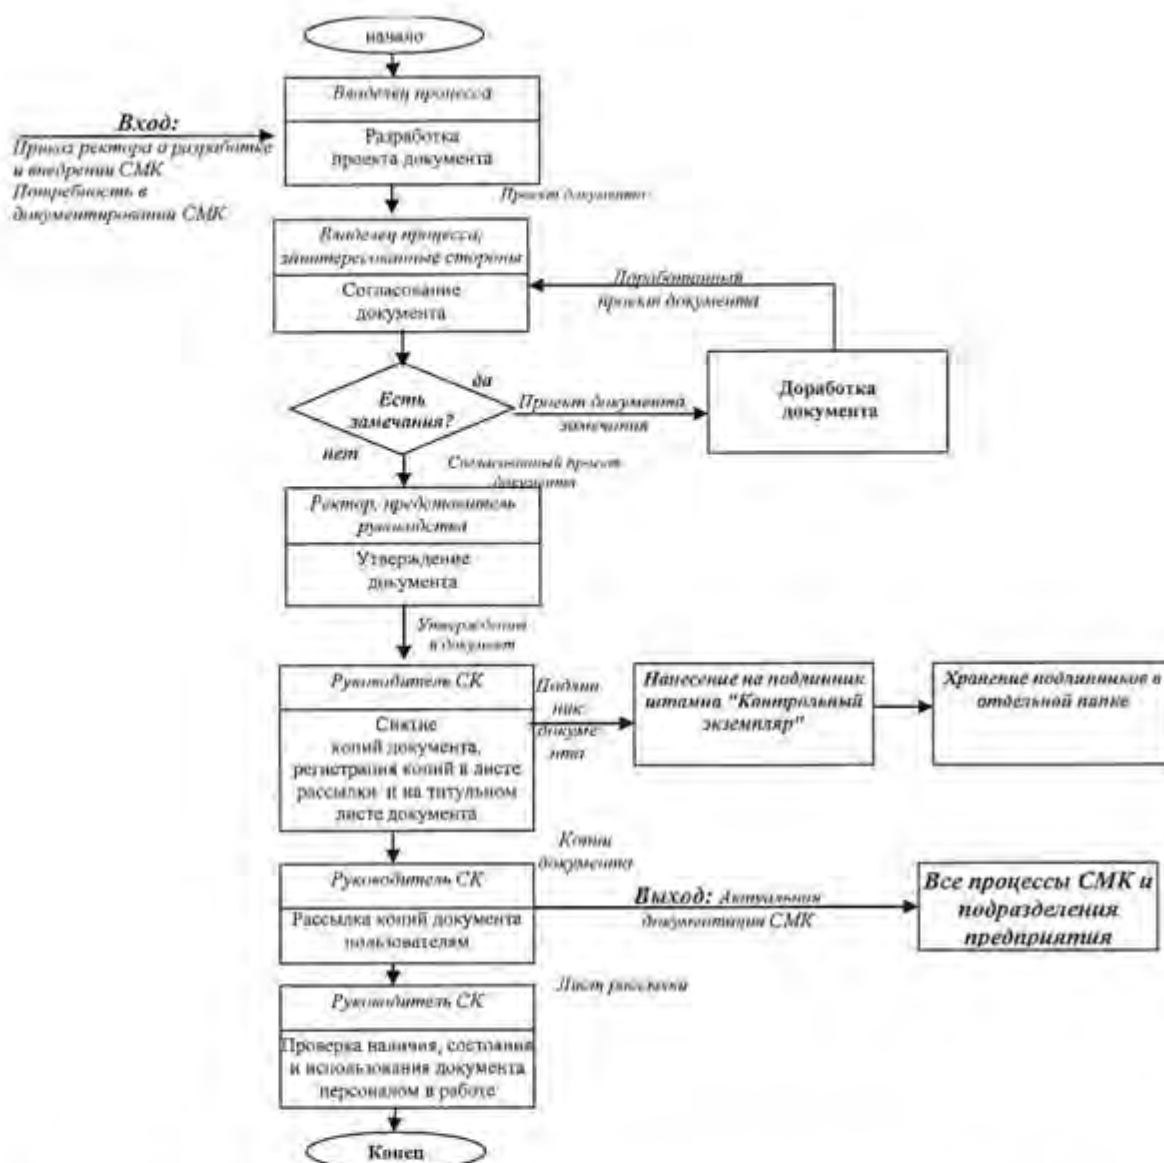 начало
Владелец процесса
Разработка
проекта документа
Вход:
Приказ ректора о разработке
и внедрении СМК
Потребность в
документировании СМК
Проект документа
Владелец процесса,
заинтересованные стороны
Согласование
документа
Доработанный
проект документа
Есть
замечания?
да
Проект документа,
замечания
Доработка
документа
нет
Согласованный проект
документа
Ректор, представитель
руководства
Утверждение
документа
Утвержденны
й документ
Руководитель СК
Снятие
копий документа,
регистрация копий в листе
рассылки и на титульном
листе документа
Подлин
ник
докуме-
нта
Нанесение на подлинник
штампа "Контрольный
экземпляр"
Хранение подлинников в
отдельной папке
Копии
документа
Руководитель СК
Рассылка копий документа
пользователям
Выход: Актуальная
документация СМК
Все процессы СМК и
подразделения
предприятия
Лист рассылки
Руководитель СК
Проверка наличия, состояния
и использования документа
персоналом в работе
Конец